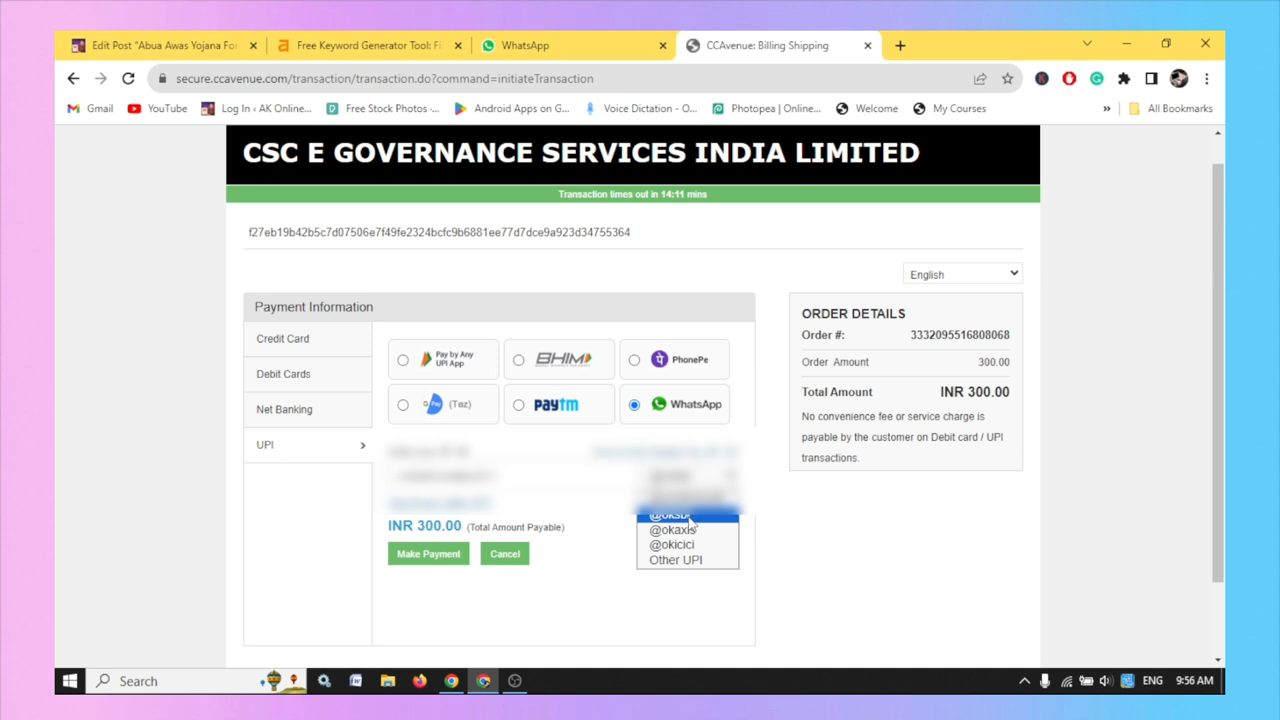 Edit Post "Abua Awas Yojana For
Free Keyword Generator Tool: Fi
WhatsApp
CCAvenue: Billing Shipping
secure.ccavenue.com/transaction/transaction.do?command=initiateTransaction
Gmail
YouTube
Log In ‹ AK Online...
Free Stock Photos ·...
Android Apps on G...
Voice Dictation - O...
Photopea | Online...
Welcome
My Courses
»
All Bookmarks
CSC E GOVERNANCE SERVICES INDIA LIMITED
Transaction times out in 14:11 mins
f27eb19b42b5c7d07506e7f49fe2324bcfc9b6881ee77d7dce9a923d34755364
English
Payment Information
Credit Card
Debit Cards
Net Banking
UPI
Pay by Any
UPI App
BHIM
PhonePe
G Pay (Tez)
Paytm
WhatsApp
INR 300.00 (Total Amount Payable)
Make Payment
Cancel
@oksbi
@okaxis
@okicici
Other UPI
ORDER DETAILS
Order #: 3332095516808068
Order Amount 300.00
Total Amount INR 300.00
No convenience fee or service charge is
payable by the customer on Debit card / UPI
transactions.
Search
ENG
9:56 AM